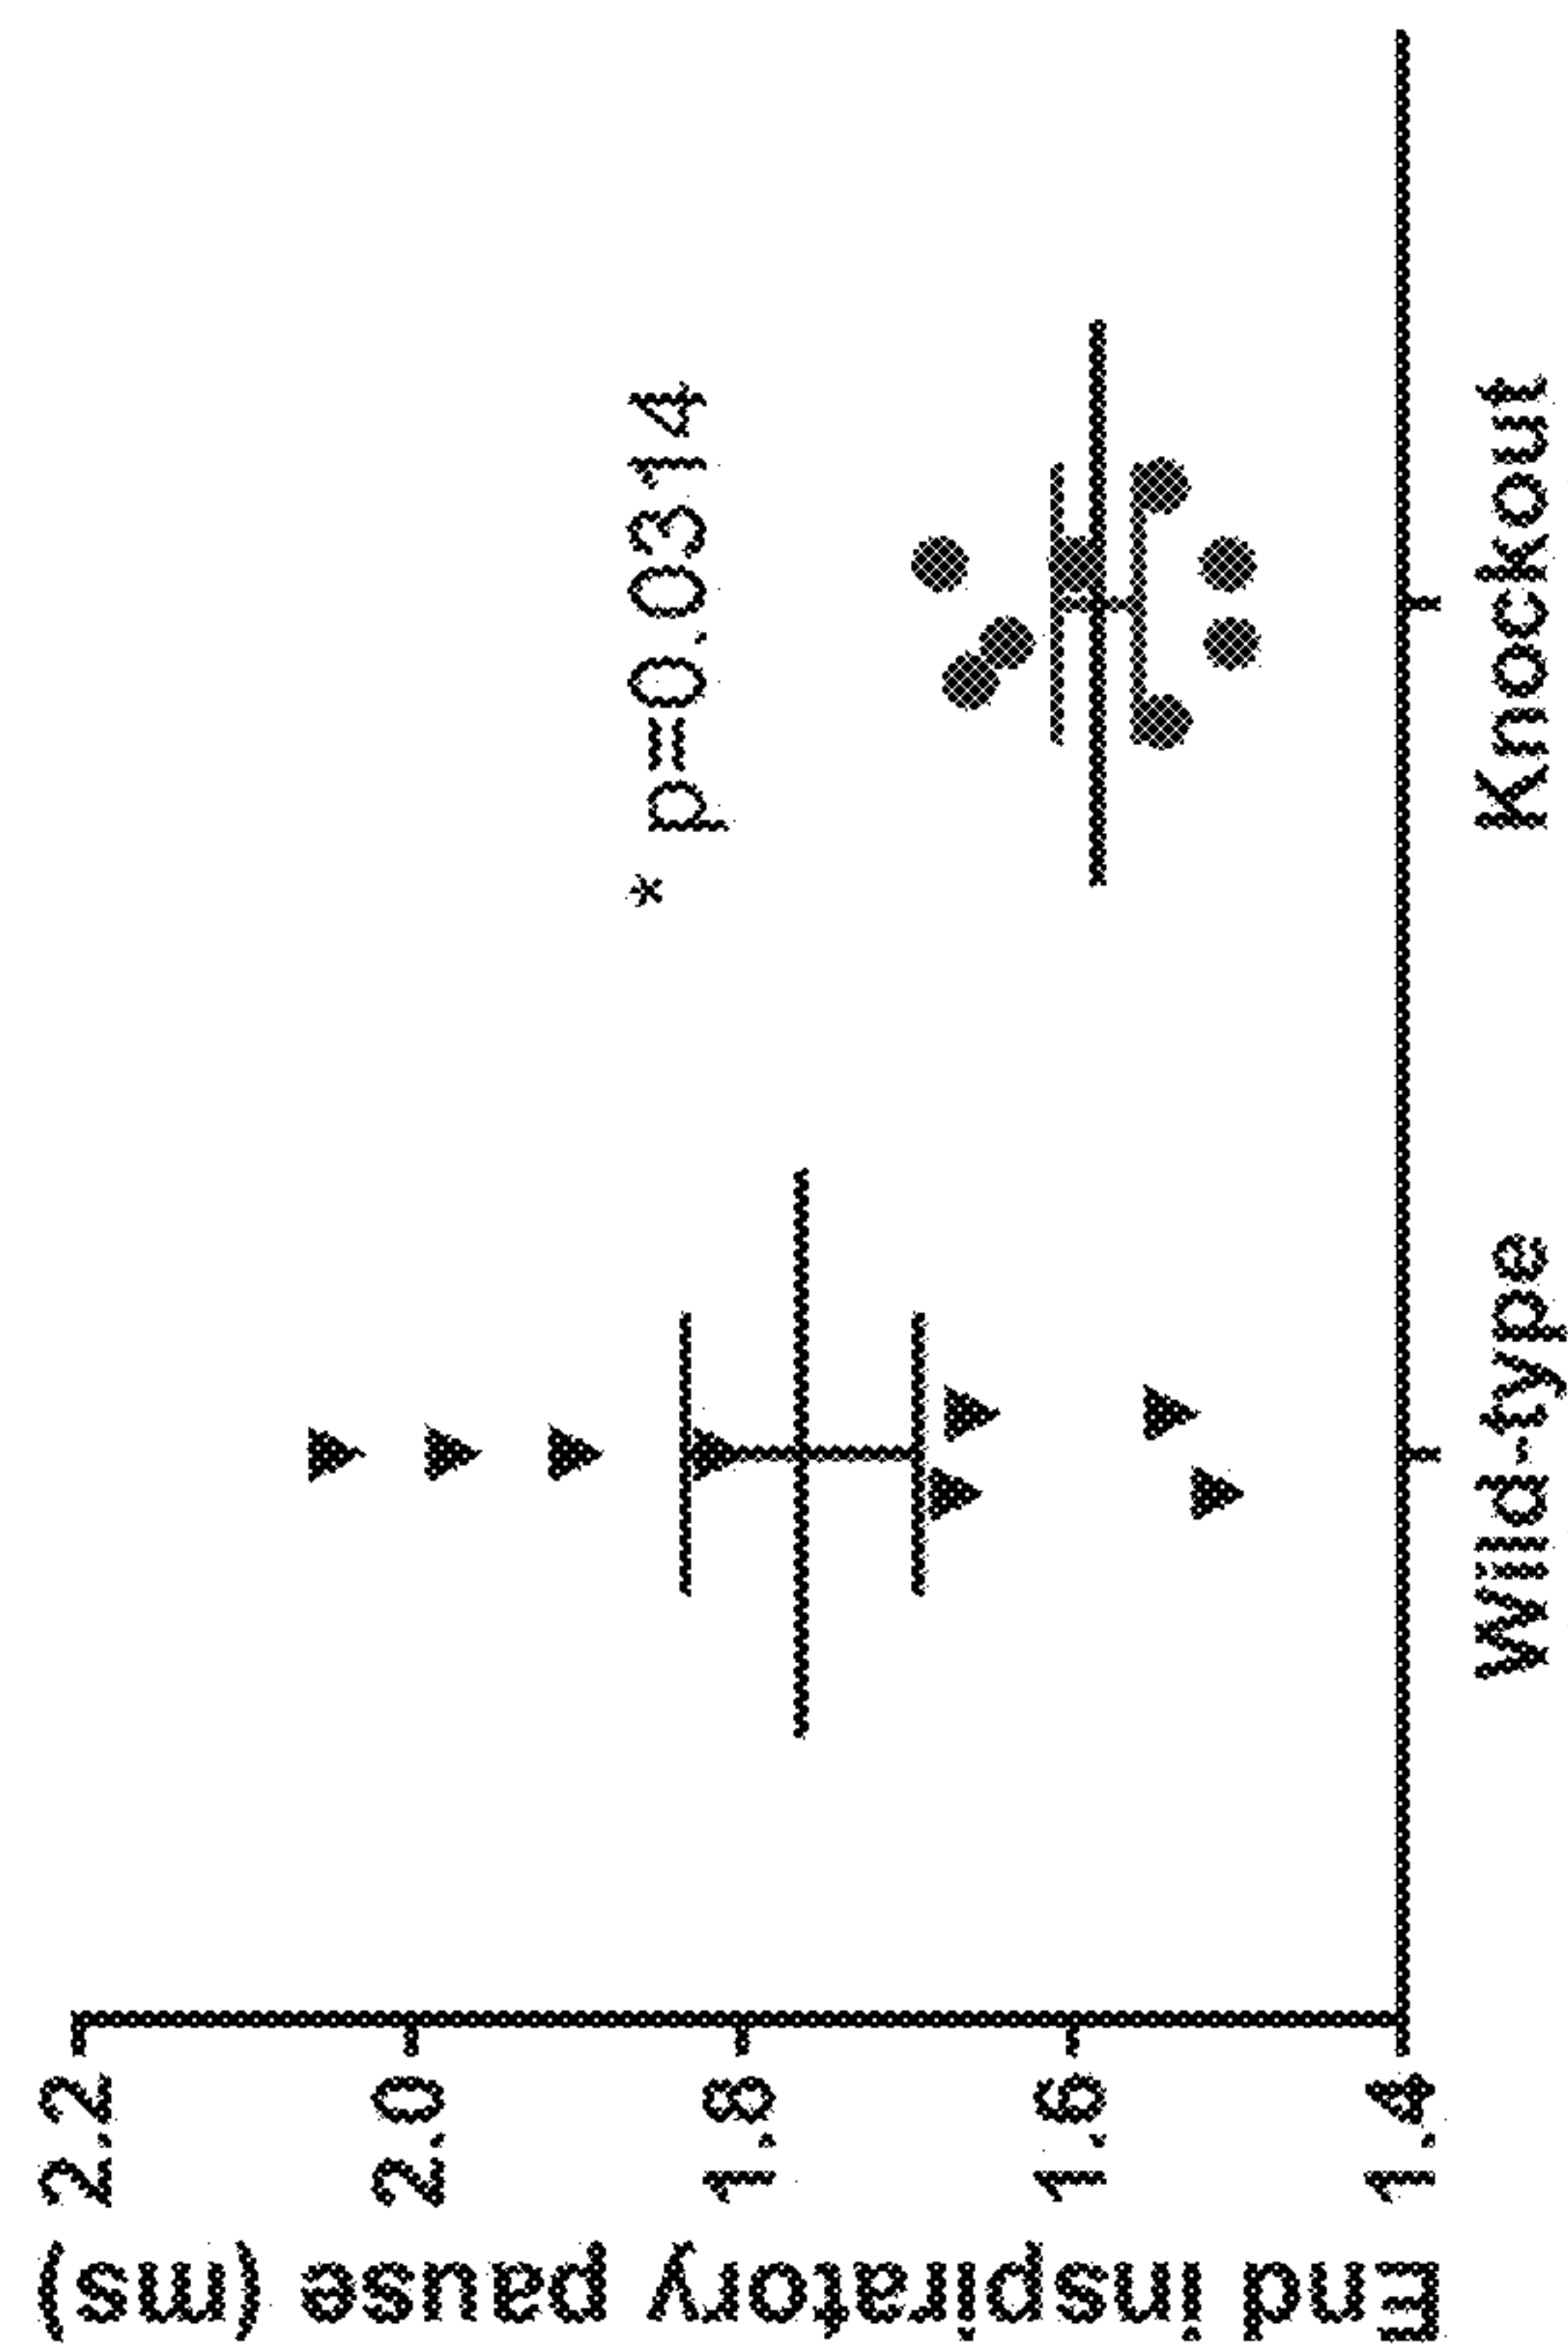 End inspiratory pause (ms)
2.2
2.0
1.8
1.6
1.4
* p=0.0314
Wild-type
Knockout